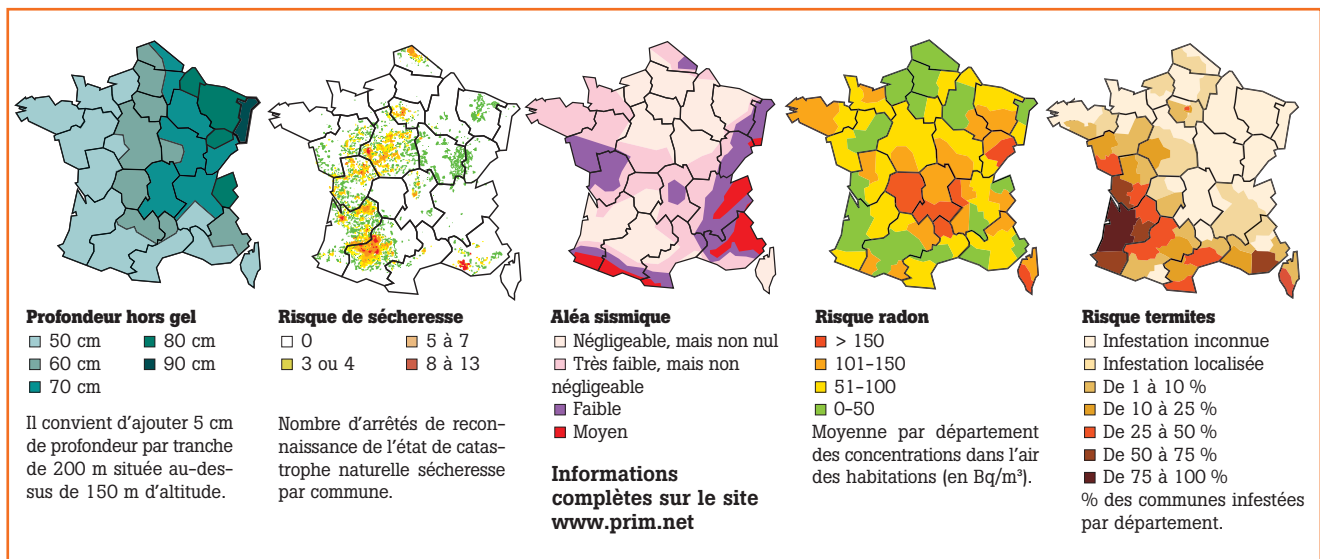 Profondeur hors gel
50 cm
80 cm
60 cm
90 cm
70 cm
Il convient d'ajouter 5 cm
de profondeur par tranche
de 200 m située au-des-
sus de 150 m d'altitude.
Risque de sécheresse
0
5 à 7
3 ou 4
8 à 13
Nombre d'arrêtés de recon-
naissance de l'état de catas-
trophe naturelle sécheresse
par commune.
Aléa sismique
Négligeable, mais non nul
Très faible, mais non
négligeable
Faible
Moyen
Informations
complètes sur le site
www.prim.net
Risque radon
> 150
101–150
51–100
0–50
Moyenne par département
des concentrations dans l'air
des habitations (en Bq/m³).
Risque termites
Infestation inconnue
Infestation localisée
De 1 à 10 %
De 10 à 25 %
De 25 à 50 %
De 50 à 75 %
De 75 à 100 %
% des communes infestées
par département.